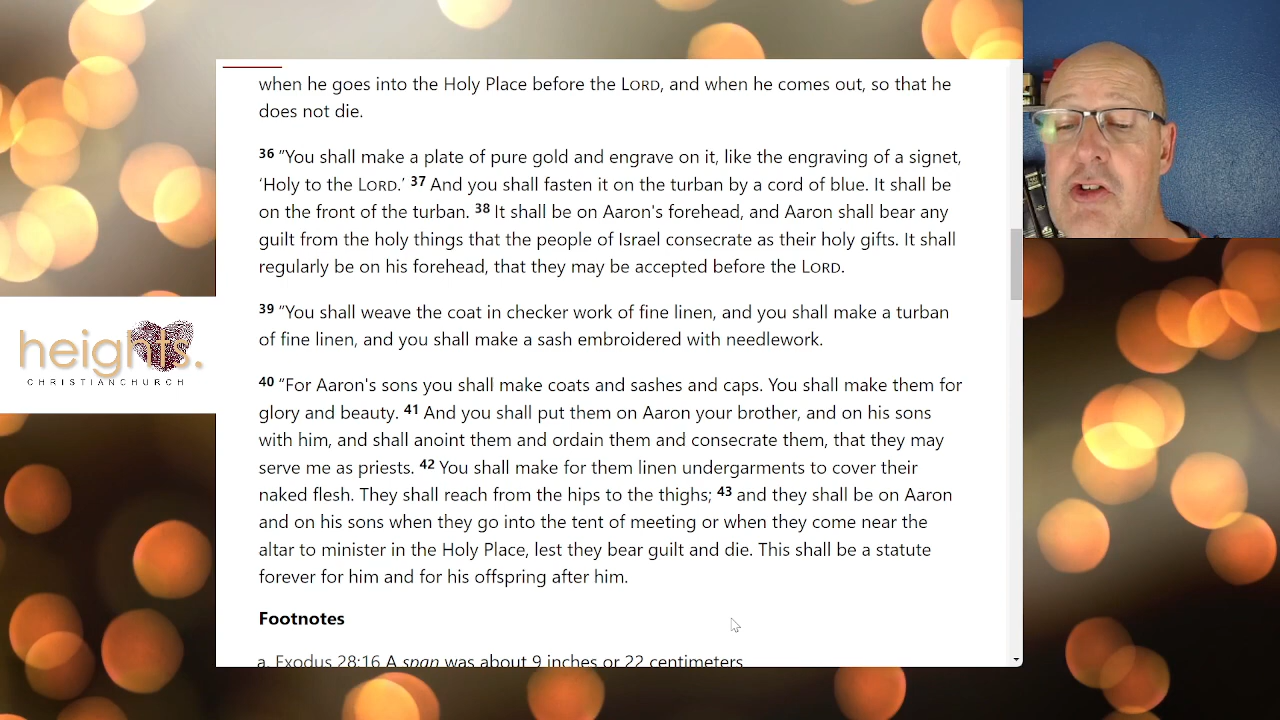 when he goes into the Holy Place before the LORD, and when he comes out, so that he
does not die.
36 “You shall make a plate of pure gold and engrave on it, like the engraving of a signet,
‘Holy to the LORD.’ 37 And you shall fasten it on the turban by a cord of blue. It shall be
on the front of the turban. 38 It shall be on Aaron's forehead, and Aaron shall bear any
guilt from the holy things that the people of Israel consecrate as their holy gifts. It shall
regularly be on his forehead, that they may be accepted before the LORD.
39 “You shall weave the coat in checker work of fine linen, and you shall make a turban
of fine linen, and you shall make a sash embroidered with needlework.
40 “For Aaron's sons you shall make coats and sashes and caps. You shall make them for
glory and beauty. 41 And you shall put them on Aaron your brother, and on his sons
with him, and shall anoint them and ordain them and consecrate them, that they may
serve me as priests. 42 You shall make for them linen undergarments to cover their
naked flesh. They shall reach from the hips to the thighs; 43 and they shall be on Aaron
and on his sons when they go into the tent of meeting or when they come near the
altar to minister in the Holy Place, lest they bear guilt and die. This shall be a statute
forever for him and for his offspring after him.
Footnotes
a. Exodus 28:16 A span was about 9 inches or 22 centimeters
heights.
CHRISTIANCHURCH